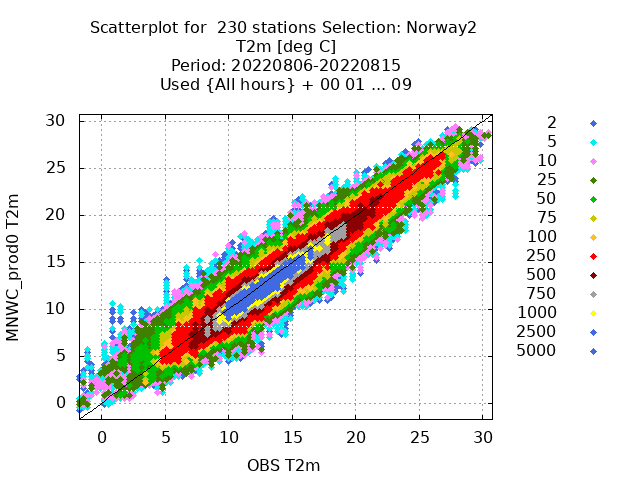 Scatterplot for  230 stations Selection: Norway2
T2m [deg C]
Period: 20220806-20220815
Used {All hours} + 00 01 ... 09
30
25
20
15
10
5
0
MNWC_prod0 T2m
0 5 10 15 20 25 30
OBS T2m
2
5
10
25
50
75
100
250
500
750
1000
2500
5000